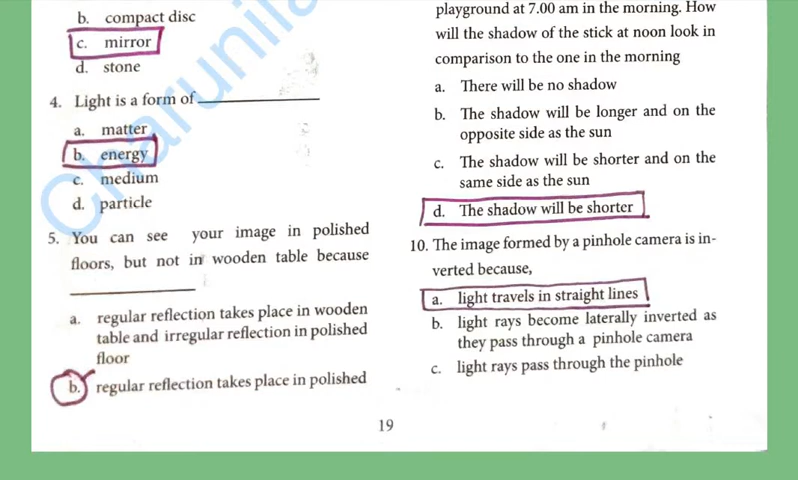 b. compact disc
c. mirror
d. stone
4. Light is a form of
a. matter
b. energy
c. medium
d. particle
5. You can see your image in polished
floors, but not in wooden table because
a. regular reflection takes place in wooden
table and irregular reflection in polished
floor
b. regular reflection takes place in polished
playground at 7.00 am in the morning. How
will the shadow of the stick at noon look in
comparison to the one in the morning
a. There will be no shadow
b. The shadow will be longer and on the
opposite side as the sun
c. The shadow will be shorter and on the
same side as the sun
d. The shadow will be shorter
10. The image formed by a pinhole camera is in-
verted because,
a. light travels in straight lines
b. light rays become laterally inverted as
they pass through a pinhole camera
c. light rays pass through the pinhole
19